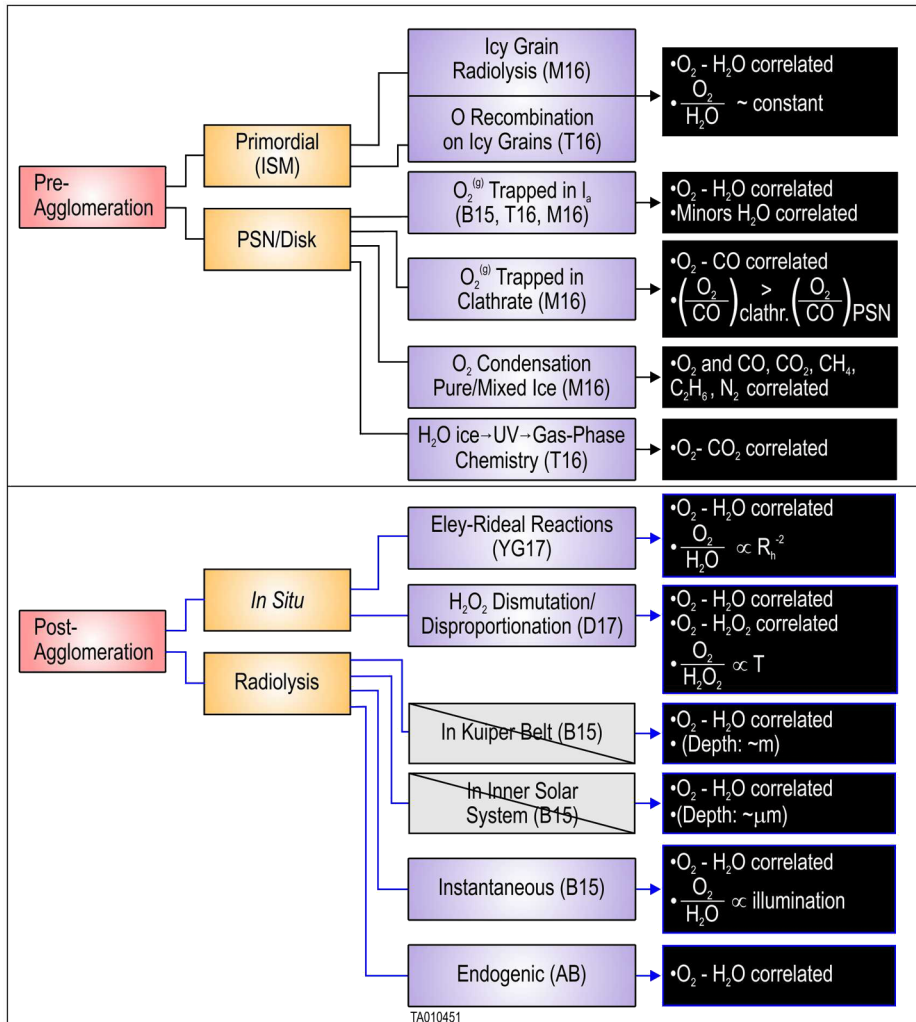 Pre-
Agglomeration
Primordial
(ISM)
PSN/Disk
Icy Grain
Radiolysis (M16)
O Recombination
on Icy Grains (T16)
•O₂ - H₂O correlated
•O₂/H₂O ~ constant
O₂⁽ᵍ⁾ Trapped in Iₐ
(B15, T16, M16)
•O₂ - H₂O correlated
•Minors H₂O correlated
O₂⁽ᵍ⁾ Trapped in
Clathrate (M16)
•O₂ - CO correlated
•(O₂/CO)clathr. > (O₂/CO)PSN
O₂ Condensation
Pure/Mixed Ice (M16)
•O₂ and CO, CO₂, CH₄,
C₂H₆, N₂ correlated
H₂O ice→UV→Gas-Phase
Chemistry (T16)
•O₂- CO₂ correlated
Post-
Agglomeration
In Situ
Radiolysis
Eley-Rideal Reactions
(YG17)
•O₂ - H₂O correlated
•O₂/H₂O ∝ Rₕ⁻²
H₂O₂ Dismutation/
Disproportionation (D17)
•O₂ - H₂O correlated
•O₂ - H₂O₂ correlated
•O₂/H₂O₂ ∝ T
In Kuiper Belt (B15)
•O₂ - H₂O correlated
• (Depth: ~m)
In Inner Solar
System (B15)
•O₂ - H₂O correlated
•(Depth: ~μm)
Instantaneous (B15)
•O₂ - H₂O correlated
•O₂/H₂O ∝ illumination
Endogenic (AB)
•O₂ - H₂O correlated
TA010451